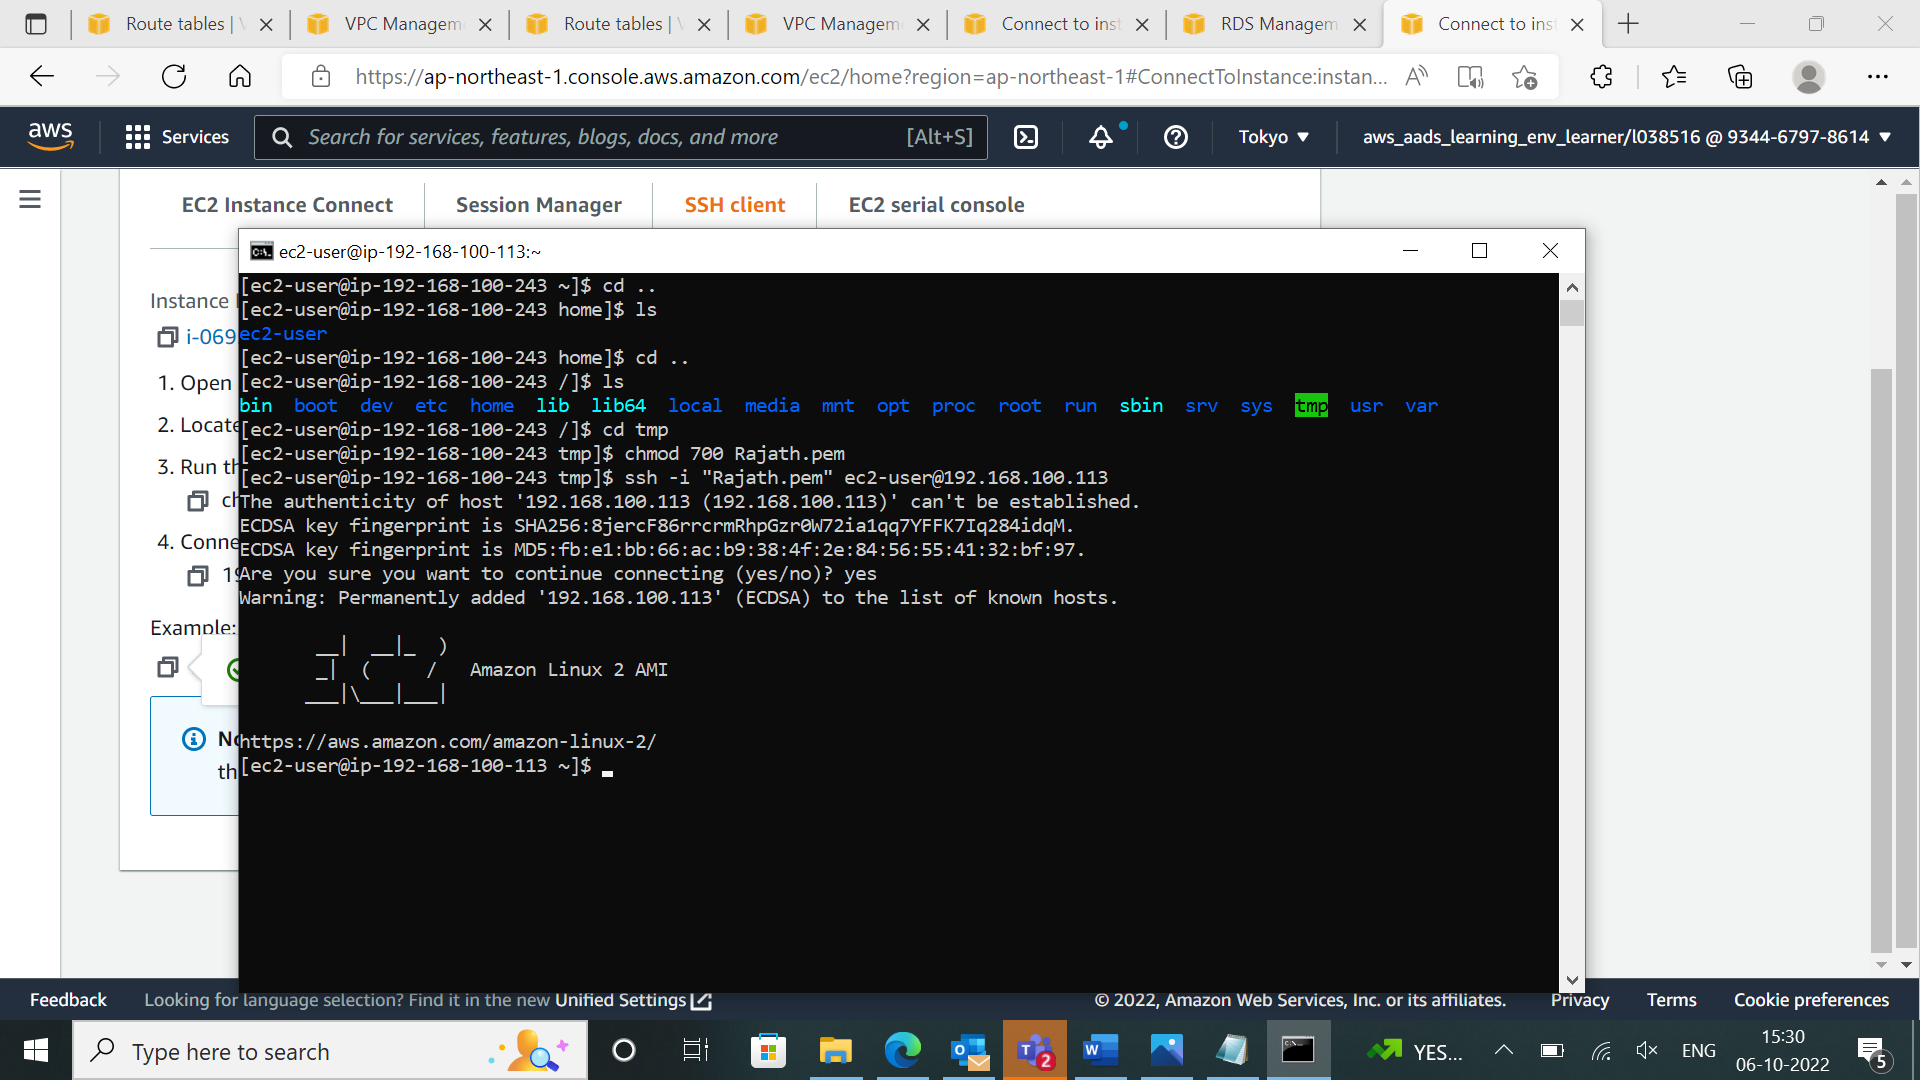 Route tables | V
VPC Managem
Route tables | V
VPC Managem
Connect to inst
RDS Managem
Connect to inst
https://ap-northeast-1.console.aws.amazon.com/ec2/home?region=ap-northeast-1#ConnectToInstance:instan...
aws
Services
Search for services, features, blogs, docs, and more
[Alt+S]
Tokyo
aws_aads_learning_env_learner/l038516 @ 9344-6797-8614
EC2 Instance Connect
Session Manager
SSH client
EC2 serial console
Instance
i-069
1. Open
2. Locate
3. Run th
ch
4. Conne
19
Example:
No
th
ec2-user@ip-192-168-100-113:~
[ec2-user@ip-192-168-100-243 ~]$ cd ..
[ec2-user@ip-192-168-100-243 home]$ ls
ec2-user
[ec2-user@ip-192-168-100-243 home]$ cd ..
[ec2-user@ip-192-168-100-243 /]$ ls
bin boot dev etc home lib lib64 local media mnt opt proc root run sbin srv sys tmp usr var
[ec2-user@ip-192-168-100-243 /]$ cd tmp
[ec2-user@ip-192-168-100-243 tmp]$ chmod 700 Rajath.pem
[ec2-user@ip-192-168-100-243 tmp]$ ssh -i "Rajath.pem" ec2-user@192.168.100.113
The authenticity of host '192.168.100.113 (192.168.100.113)' can't be established.
ECDSA key fingerprint is SHA256:8jercF86rrcrmRhpGzr0W72ia1qq7YFFK7Iq284idqM.
ECDSA key fingerprint is MD5:fb:e1:bb:66:ac:b9:38:4f:2e:84:56:55:41:32:bf:97.
Are you sure you want to continue connecting (yes/no)? yes
Warning: Permanently added '192.168.100.113' (ECDSA) to the list of known hosts.
__|  __|_  )
_|  (     /   Amazon Linux 2 AMI
___|\___|___|
https://aws.amazon.com/amazon-linux-2/
[ec2-user@ip-192-168-100-113 ~]$
Feedback
Looking for language selection? Find it in the new Unified Settings
© 2022, Amazon Web Services, Inc. or its affiliates.
Privacy
Terms
Cookie preferences
Type here to search
2
YES...
ENG
15:30
06-10-2022
5